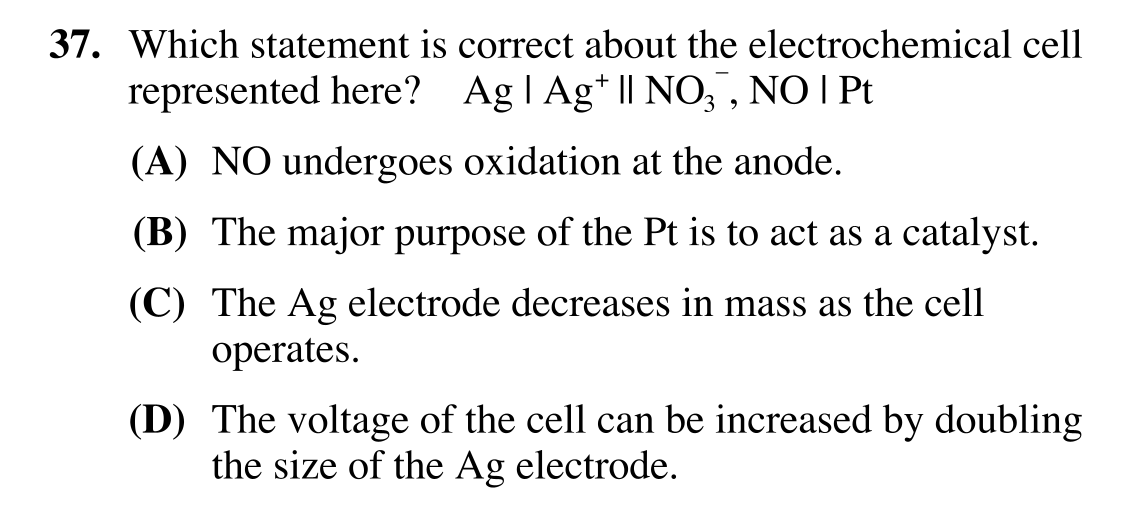 37. Which statement is correct about the electrochemical cell
represented here? Ag | Ag⁺ || NO₃⁻, NO | Pt
(A) NO undergoes oxidation at the anode.
(B) The major purpose of the Pt is to act as a catalyst.
(C) The Ag electrode decreases in mass as the cell
operates.
(D) The voltage of the cell can be increased by doubling
the size of the Ag electrode.